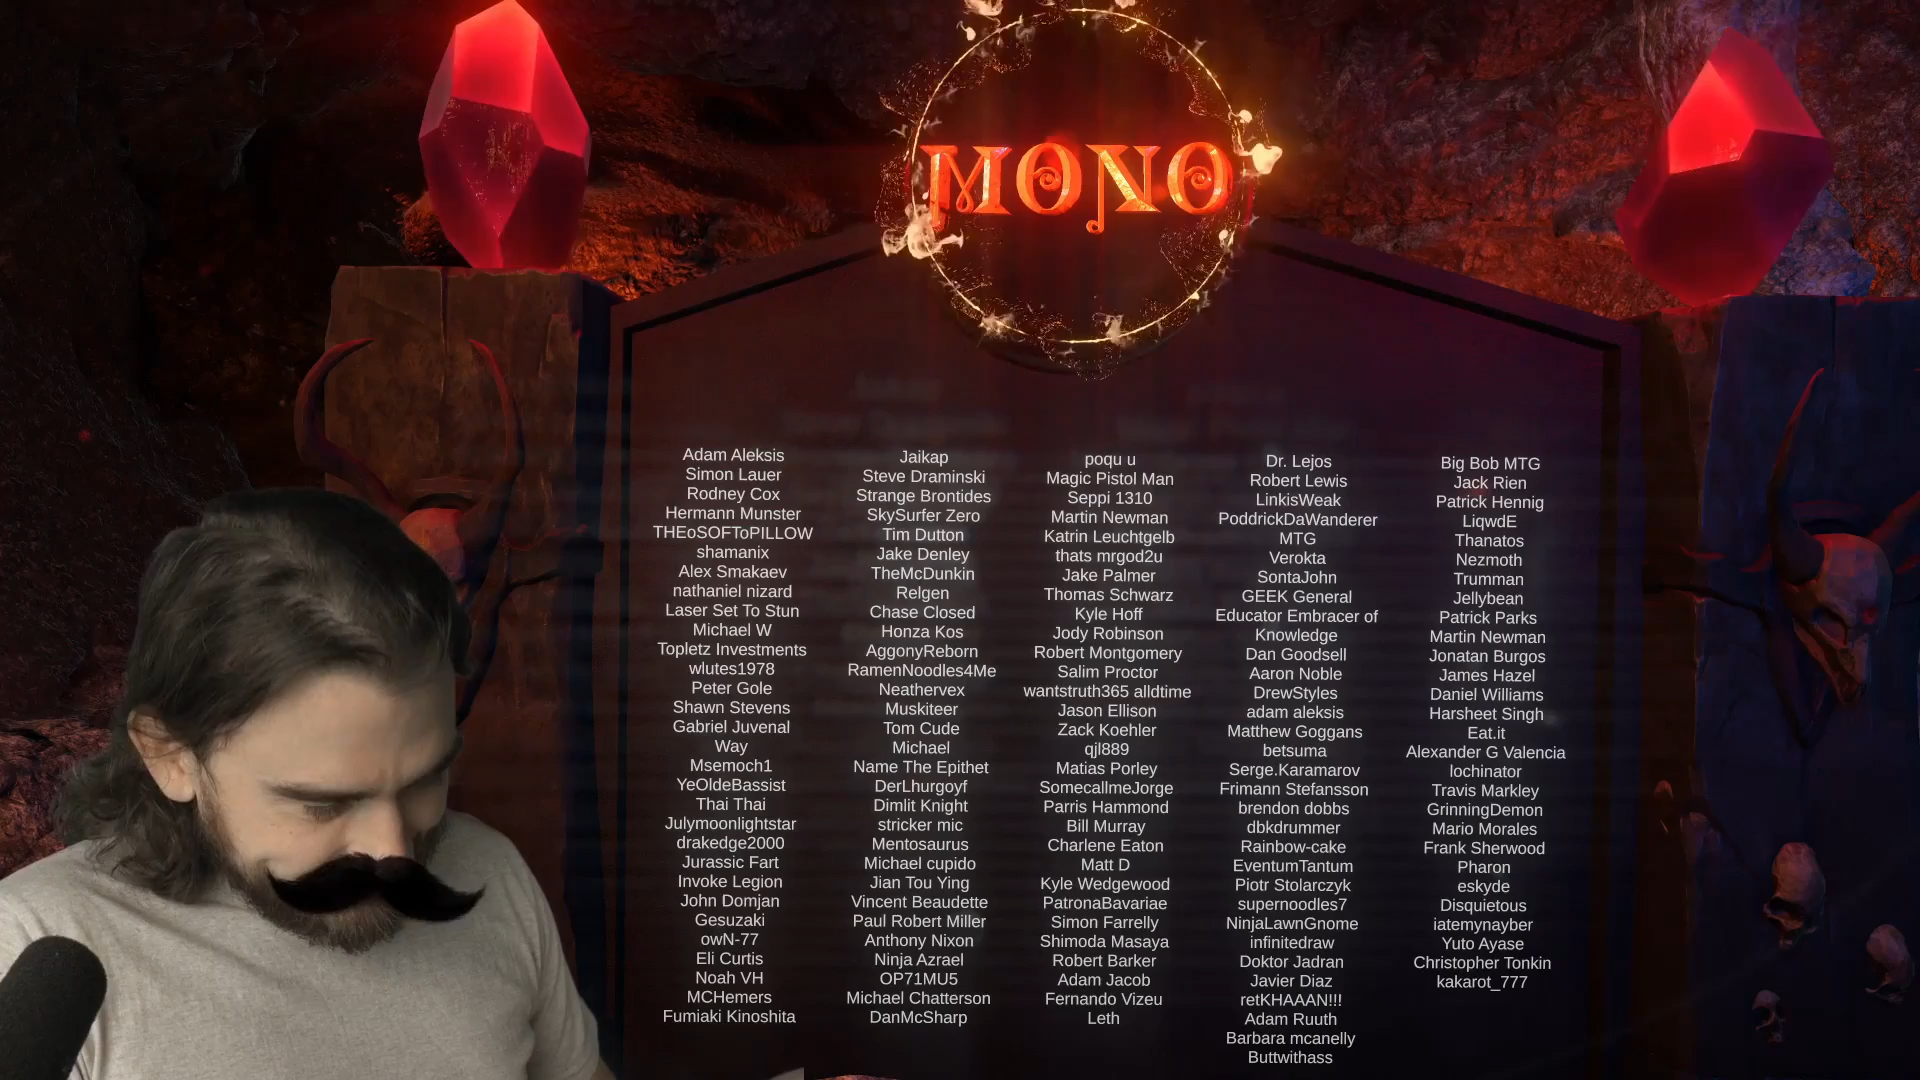 MONO
Adam Aleksis
Simon Lauer
Rodney Cox
Hermann Munster
THEoSOFToPILLOW
shamanix
Alex Smakaev
nathaniel nizard
Laser Set To Stun
Michael W
Topletz Investments
wlutes1978
Peter Gole
Shawn Stevens
Gabriel Juvenal
Way
Msemoch1
YeOldeBassist
Thai Thai
Julymoonlightstar
drakedge2000
Jurassic Fart
Invoke Legion
John Domjan
Gesuzaki
owN-77
Eli Curtis
Noah VH
MCHemers
Fumiaki Kinoshita
Jaikap
Steve Draminski
Strange Brontides
SkySurfer Zero
Tim Dutton
Jake Denley
TheMcDunkin
Relgen
Chase Closed
Honza Kos
AggonyReborn
RamenNoodles4Me
Neathervex
Muskiteer
Tom Cude
Michael
Name The Epithet
DerLhurgoyf
Dimlit Knight
stricker mic
Mentosaurus
Michael cupido
Jian Tou Ying
Vincent Beaudette
Paul Robert Miller
Anthony Nixon
Ninja Azrael
OP71MU5
Michael Chatterson
DanMcSharp
poqu u
Magic Pistol Man
Seppi 1310
Martin Newman
Katrin Leuchtgelb
thats mrgod2u
Jake Palmer
Thomas Schwarz
Kyle Hoff
Jody Robinson
Robert Montgomery
Salim Proctor
wantstruth365 alldtime
Jason Ellison
Zack Koehler
qjl889
Matias Porley
SomecallmeJorge
Parris Hammond
Bill Murray
Charlene Eaton
Matt D
Kyle Wedgewood
PatronaBavariae
Simon Farrelly
Shimoda Masaya
Robert Barker
Adam Jacob
Fernando Vizeu
Leth
Dr. Lejos
Robert Lewis
LinkisWeak
PoddrickDaWanderer
MTG
Verokta
SontaJohn
GEEK General
Educator Embracer of
Knowledge
Dan Goodsell
Aaron Noble
DrewStyles
adam aleksis
Matthew Goggans
betsuma
Serge.Karamarov
Frimann Stefansson
brendon dobbs
dbkdrummer
Rainbow-cake
EventumTantum
Piotr Stolarczyk
supernoodles7
NinjaLawnGnome
infinitedraw
Doktor Jadran
Javier Diaz
retKHAAAN!!!
Adam Ruuth
Barbara mcanelly
Buttwithass
Big Bob MTG
Jack Rien
Patrick Hennig
LiqwdE
Thanatos
Nezmoth
Trumman
Jellybean
Patrick Parks
Martin Newman
Jonatan Burgos
James Hazel
Daniel Williams
Harsheet Singh
Eat.it
Alexander G Valencia
lochinator
Travis Markley
GrinningDemon
Mario Morales
Frank Sherwood
Pharon
eskyde
Disquietous
iatemynayber
Yuto Ayase
Christopher Tonkin
kakarot_777